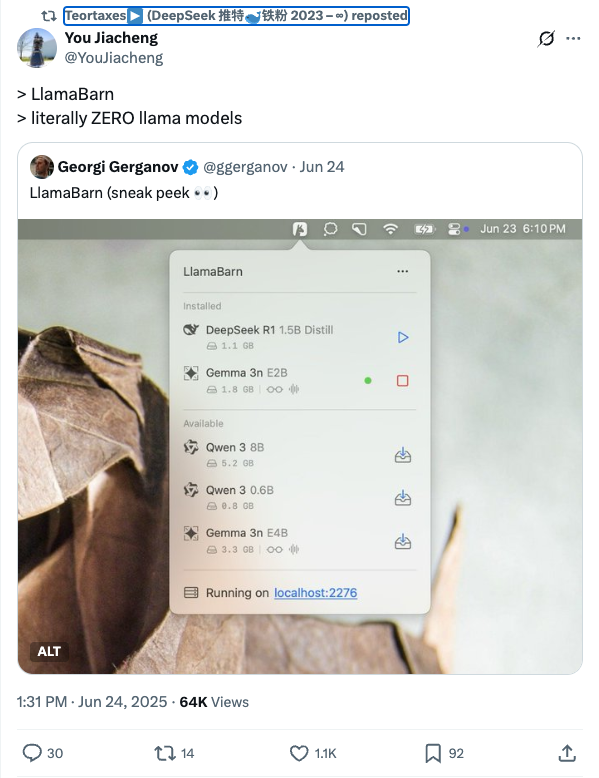 Teortaxes▶️ (DeepSeek 推特🐋铁粉 2023 – ∞) reposted
You Jiacheng
@YouJiacheng
> LlamaBarn
> literally ZERO llama models
Georgi Gerganov @ggerganov · Jun 24
LlamaBarn (sneak peek 👀)
Jun 23 6:10 PM
LlamaBarn
Installed
DeepSeek R1 1.5B Distill
1.1 GB
Gemma 3n E2B
1.8 GB
Available
Qwen 3 8B
5.2 GB
Qwen 3 0.6B
0.8 GB
Gemma 3n E4B
3.3 GB
Running on localhost:2276
ALT
1:31 PM · Jun 24, 2025 · 64K Views
30 14 1.1K 92